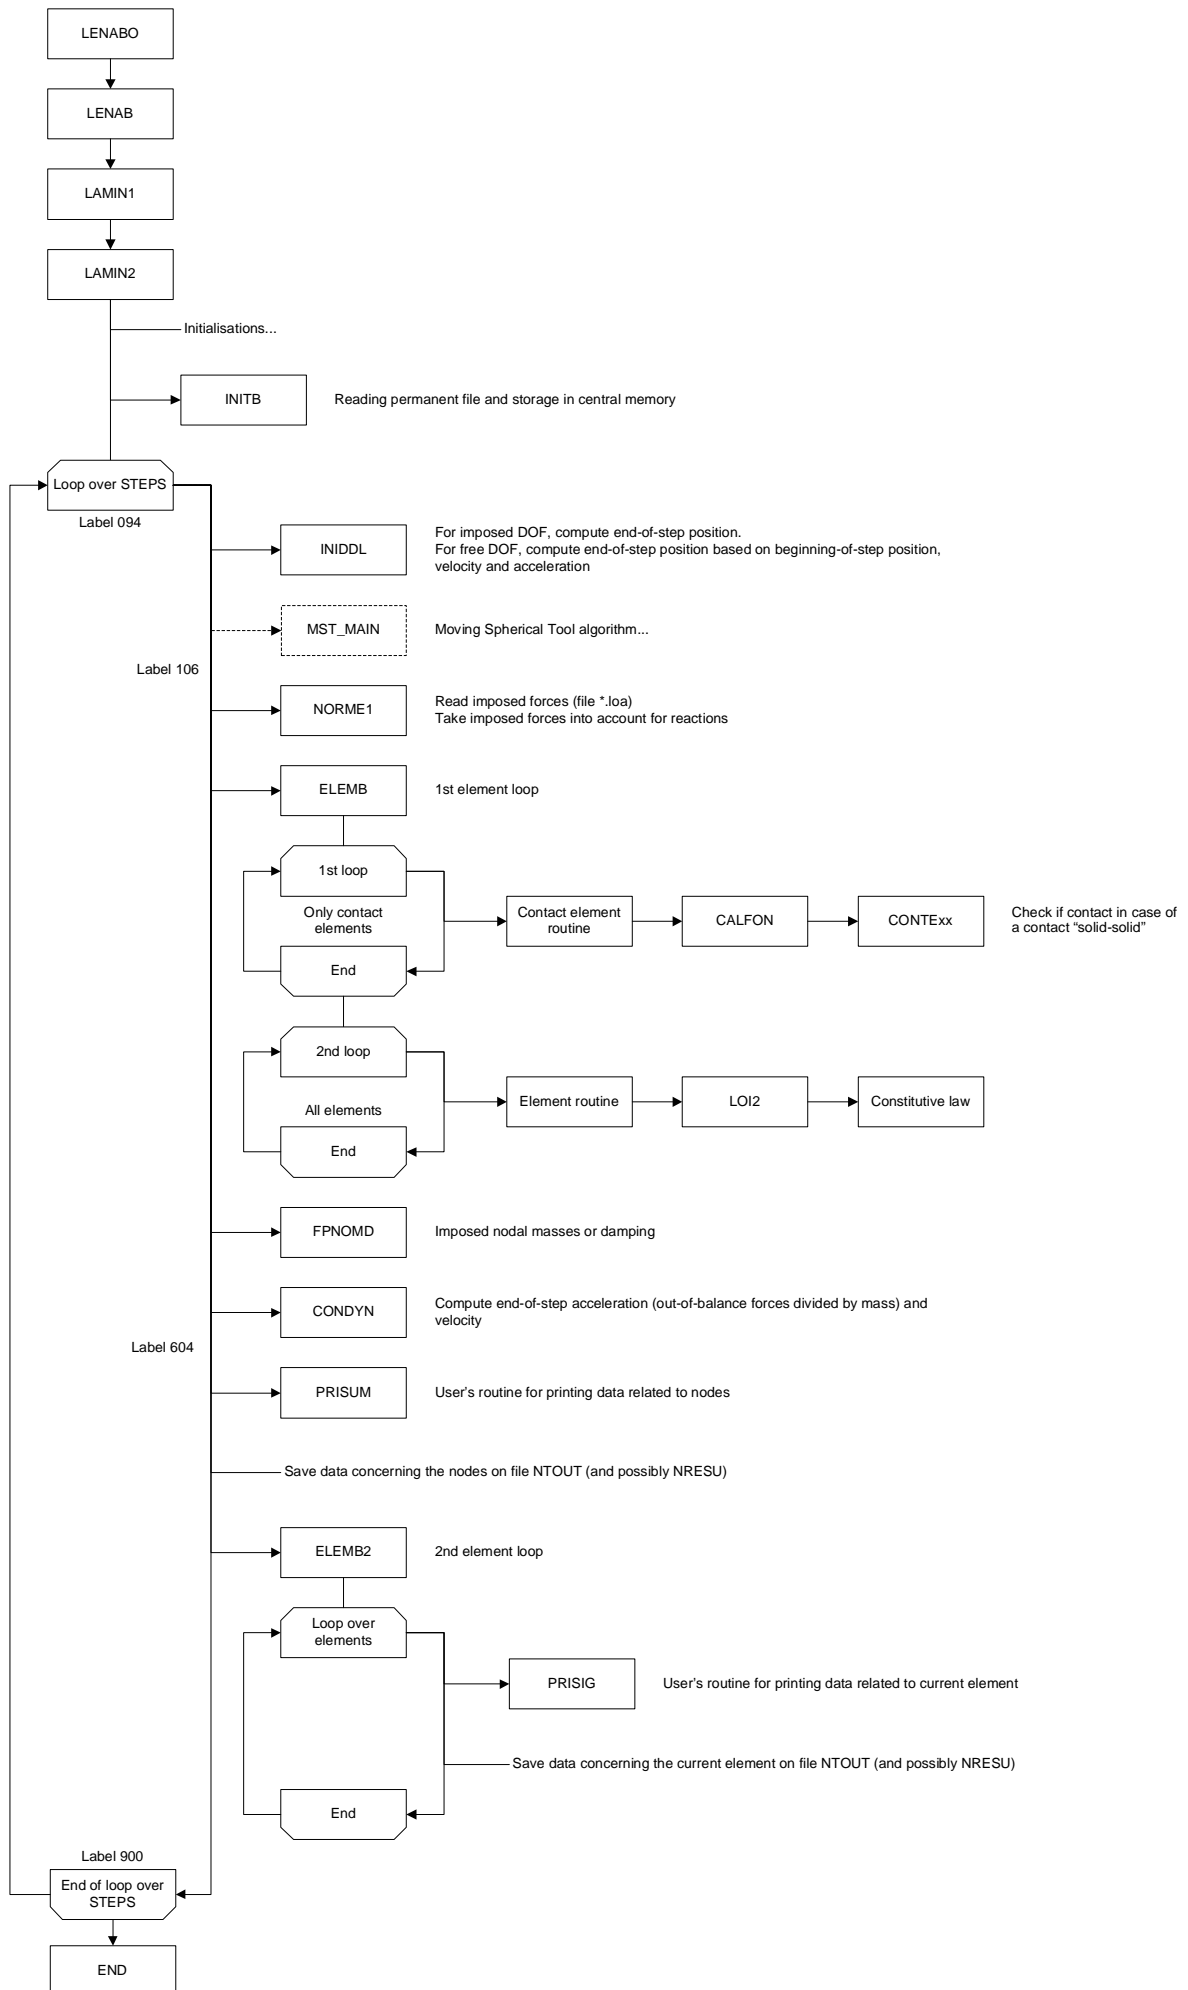 LENABO
LENAB
LAMIN1
LAMIN2
Initialisations...
INITB
Reading permanent file and storage in central memory
Loop over STEPS
Label 094
INIDDL
For imposed DOF, compute end-of-step position.
For free DOF, compute end-of-step position based on beginning-of-step position,
velocity and acceleration
MST_MAIN
Moving Spherical Tool algorithm...
Label 106
NORME1
Read imposed forces (file *.loa)
Take imposed forces into account for reactions
ELEMB
1st element loop
1st loop
Only contact
elements
End
Contact element
routine
CALFON
CONTExx
Check if contact in case of
a contact “solid-solid”
2nd loop
All elements
End
Element routine
LOI2
Constitutive law
FPNOMD
Imposed nodal masses or damping
CONDYN
Compute end-of-step acceleration (out-of-balance forces divided by mass) and
velocity
Label 604
PRISUM
User’s routine for printing data related to nodes
Save data concerning the nodes on file NTOUT (and possibly NRESU)
ELEMB2
2nd element loop
Loop over
elements
PRISIG
User’s routine for printing data related to current element
Save data concerning the current element on file NTOUT (and possibly NRESU)
End
Label 900
End of loop over
STEPS
END